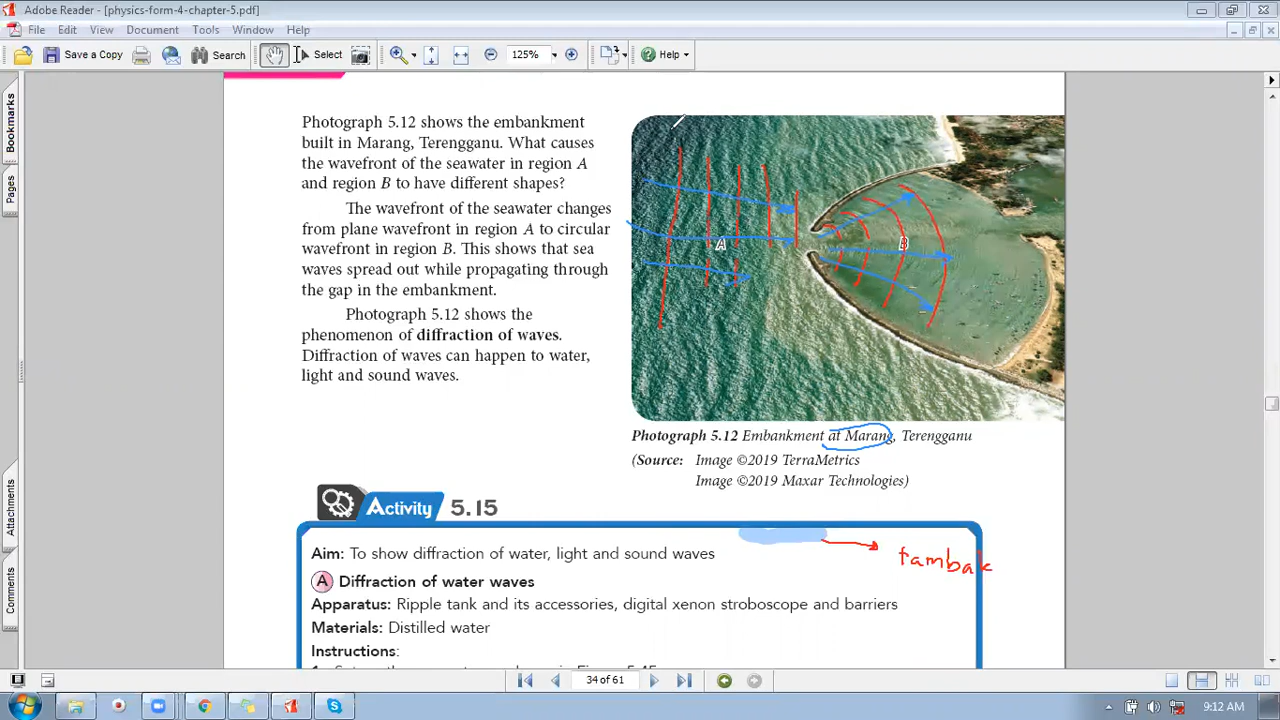 Adobe Reader - [physics-form-4-chapter-5.pdf]
File Edit View Document Tools Window Help
Save a Copy Search Select 125% Help
Bookmarks
Pages
Attachments
Comments
Photograph 5.12 shows the embankment
built in Marang, Terengganu. What causes
the wavefront of the seawater in region A
and region B to have different shapes?
The wavefront of the seawater changes
from plane wavefront in region A to circular
wavefront in region B. This shows that sea
waves spread out while propagating through
the gap in the embankment.
Photograph 5.12 shows the
phenomenon of diffraction of waves.
Diffraction of waves can happen to water,
light and sound waves.
A
B
Photograph 5.12 Embankment at Marang, Terengganu
(Source: Image ©2019 TerraMetrics
Image ©2019 Maxar Technologies)
Activity 5.15
Aim: To show diffraction of water, light and sound waves
tambak
A Diffraction of water waves
Apparatus: Ripple tank and its accessories, digital xenon stroboscope and barriers
Materials: Distilled water
Instructions:
34 of 61
9:12 AM